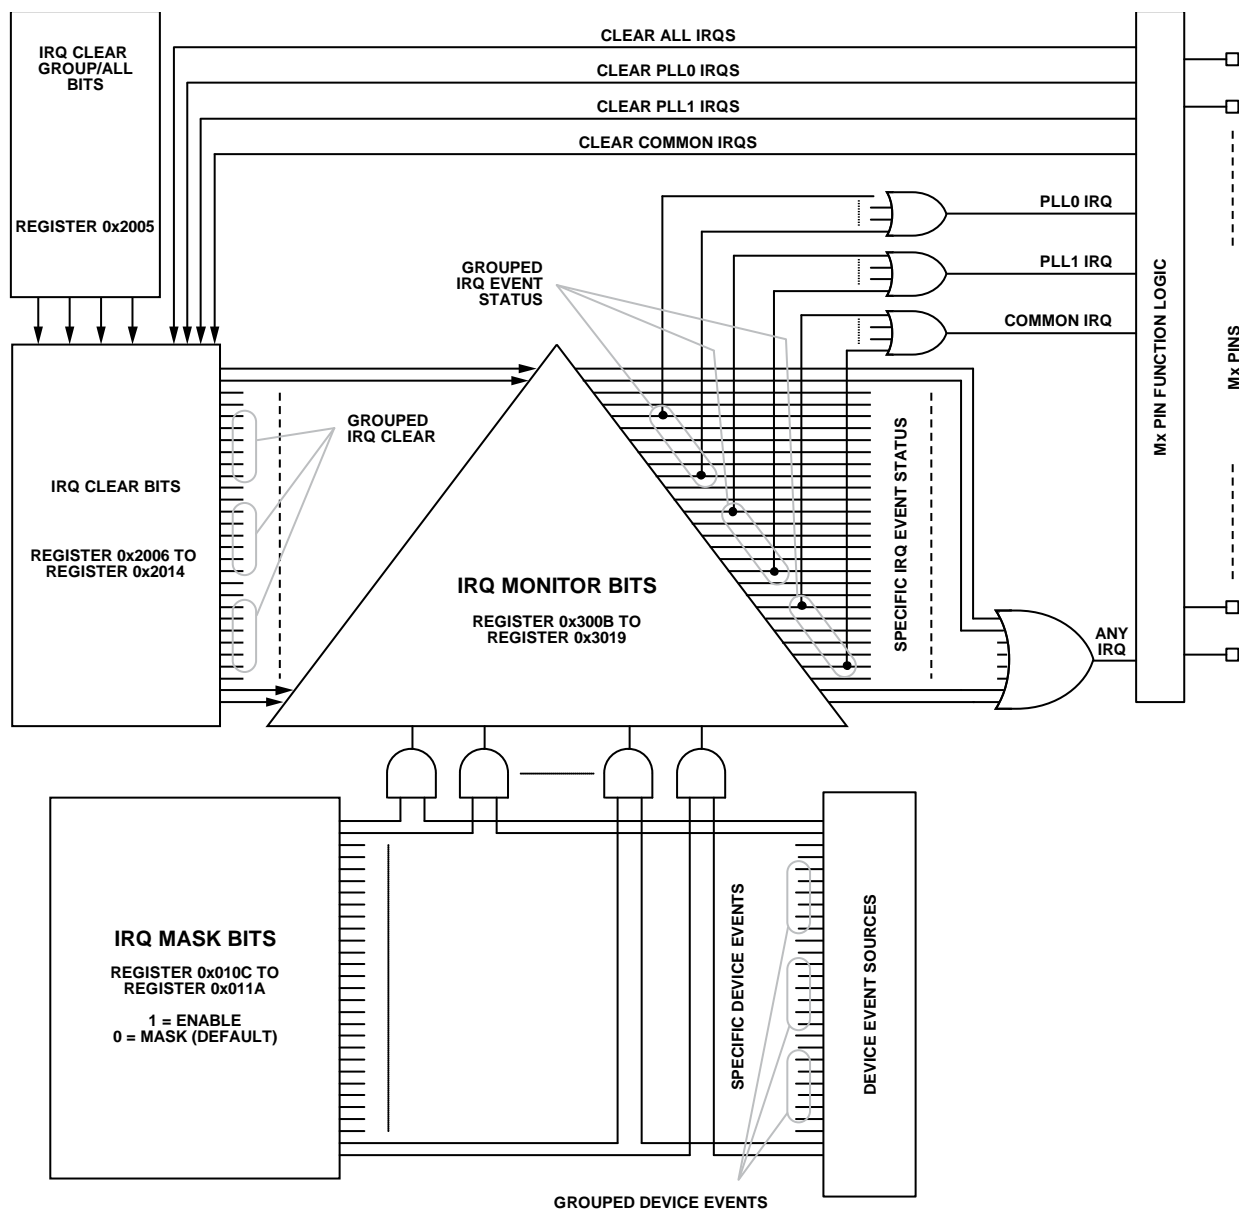 IRQ CLEAR
GROUP/ALL
BITS
REGISTER 0x2005
CLEAR ALL IRQS
CLEAR PLL0 IRQS
CLEAR PLL1 IRQS
CLEAR COMMON IRQS
PLL0 IRQ
PLL1 IRQ
COMMON IRQ
GROUPED
IRQ EVENT
STATUS
Mx PIN FUNCTION LOGIC
Mx PINS
GROUPED
IRQ CLEAR
IRQ CLEAR BITS
REGISTER 0x2006 TO
REGISTER 0x2014
IRQ MONITOR BITS
REGISTER 0x300B TO
REGISTER 0x3019
SPECIFIC IRQ EVENT STATUS
ANY
IRQ
IRQ MASK BITS
REGISTER 0x010C TO
REGISTER 0x011A
1 = ENABLE
0 = MASK (DEFAULT)
SPECIFIC DEVICE EVENTS
DEVICE EVENT SOURCES
GROUPED DEVICE EVENTS